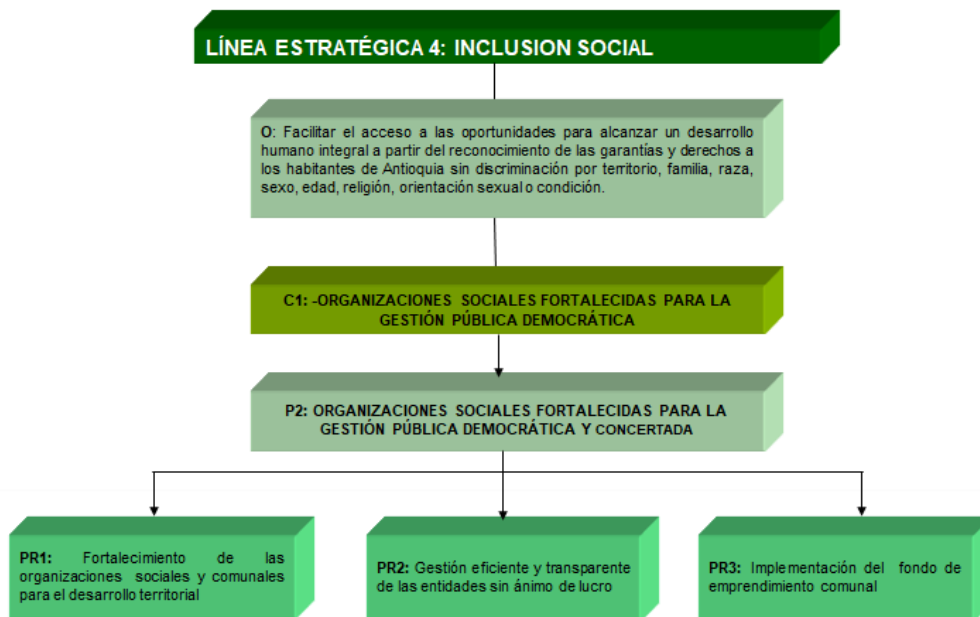 LÍNEA ESTRATÉGICA 4: INCLUSION SOCIAL
O: Facilitar el acceso a las oportunidades para alcanzar un desarrollo
humano integral a partir del reconocimiento de las garantías y derechos a
los habitantes de Antioquia sin discriminación por territorio, familia, raza,
sexo, edad, religión, orientación sexual o condición.
C1: -ORGANIZACIONES SOCIALES FORTALECIDAS PARA LA
GESTIÓN PÚBLICA DEMOCRÁTICA
P2: ORGANIZACIONES SOCIALES FORTALECIDAS PARA LA
GESTIÓN PÚBLICA DEMOCRÁTICA Y CONCERTADA
PR1: Fortalecimiento de las
organizaciones sociales y comunales
para el desarrollo territorial
PR2: Gestión eficiente y transparente
de las entidades sin ánimo de lucro
PR3: Implementación del fondo de
emprendimiento comunal